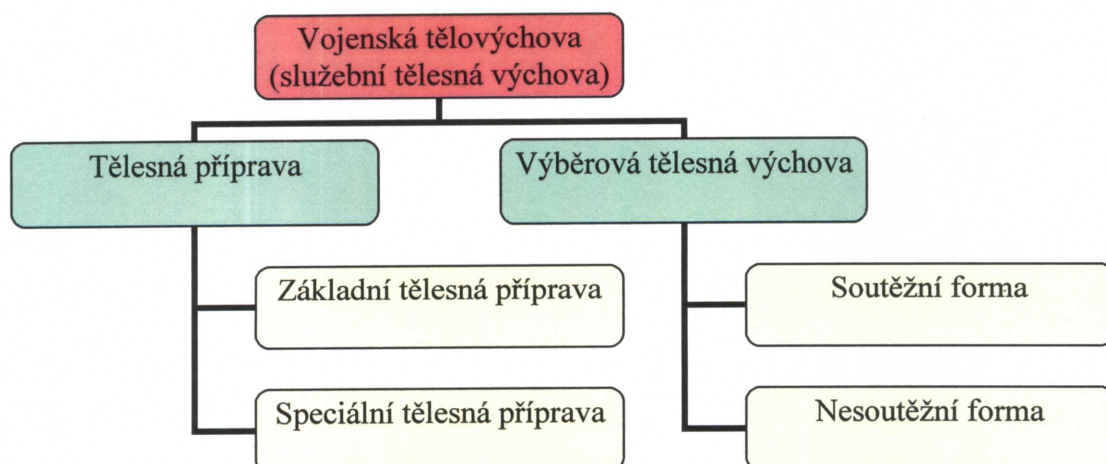 Vojenská tělovýchova
(služební tělesná výchova)
Tělesná příprava
Výběrová tělesná výchova
Základní tělesná příprava
Soutěžní forma
Speciální tělesná příprava
Nesoutěžní forma